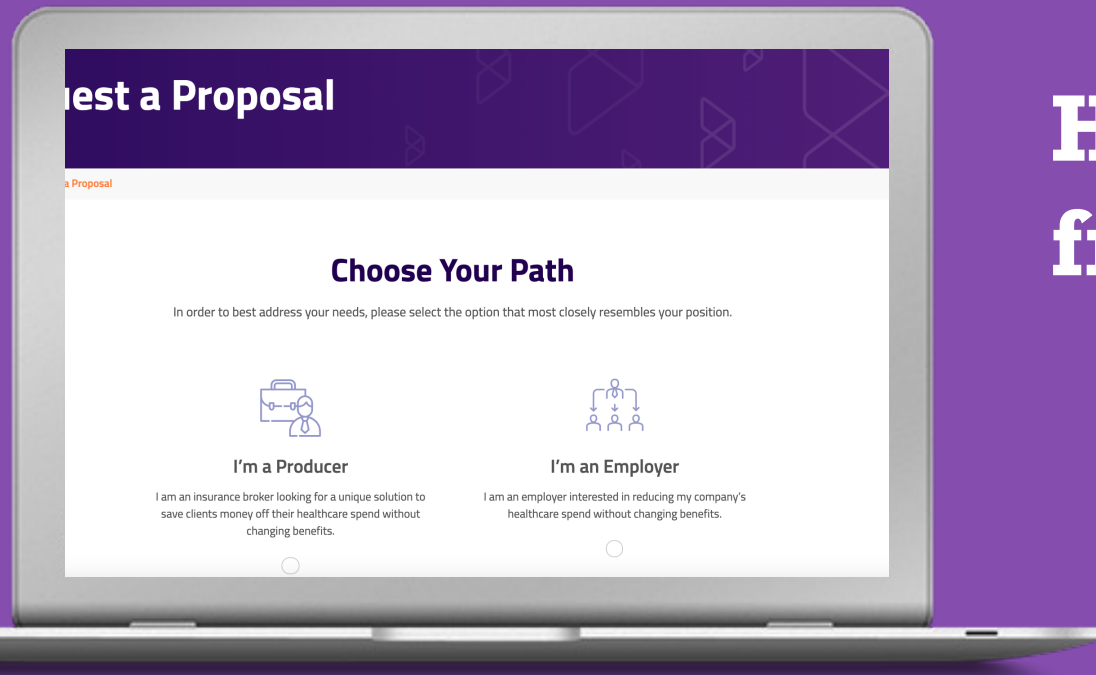 est a Proposal
a Proposal
Choose Your Path
In order to best address your needs, please select the option that most closely resembles your position.
I'm a Producer
I am an insurance broker looking for a unique solution to
save clients money off their healthcare spend without
changing benefits.
I'm an Employer
I am an employer interested in reducing my company's
healthcare spend without changing benefits.